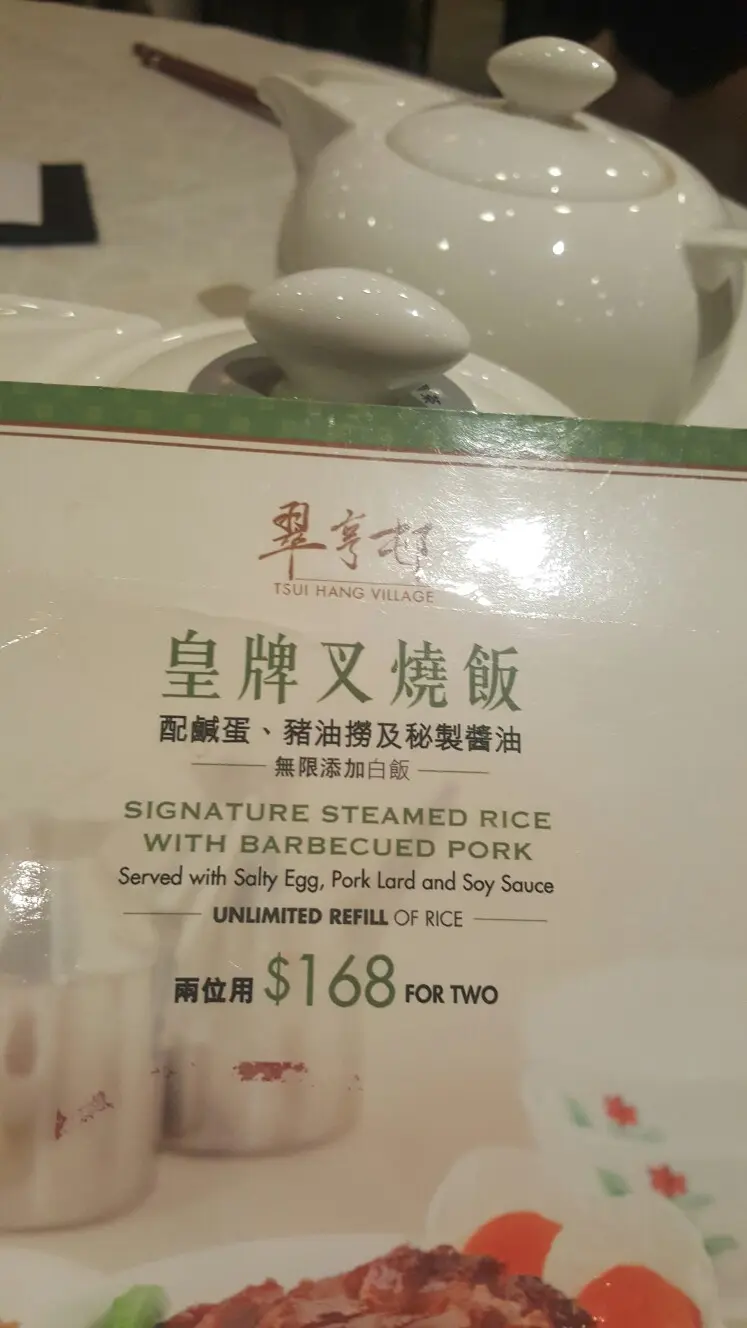 翠亨邨
TSUI HANG VILLAGE
皇牌叉燒飯
配鹹蛋、豬油撈及秘製醬油
無限添加白飯
SIGNATURE STEAMED RICE
WITH BARBECUED PORK
Served with Salty Egg, Pork Lard and Soy Sauce
UNLIMITED REFILL OF RICE
兩位用 $168 FOR TWO